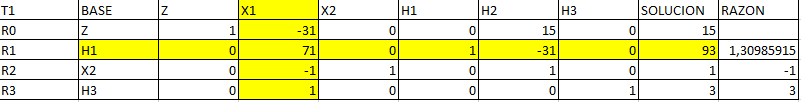 T1 BASE Z X1 X2 H1 H2 H3 SOLUCION RAZON
R0 Z 1 -31 0 0 15 0 15
R1 H1 0 71 0 1 -31 0 93 1,30985915
R2 X2 0 -1 1 0 1 0 1 -1
R3 H3 0 1 0 0 0 1 3 3